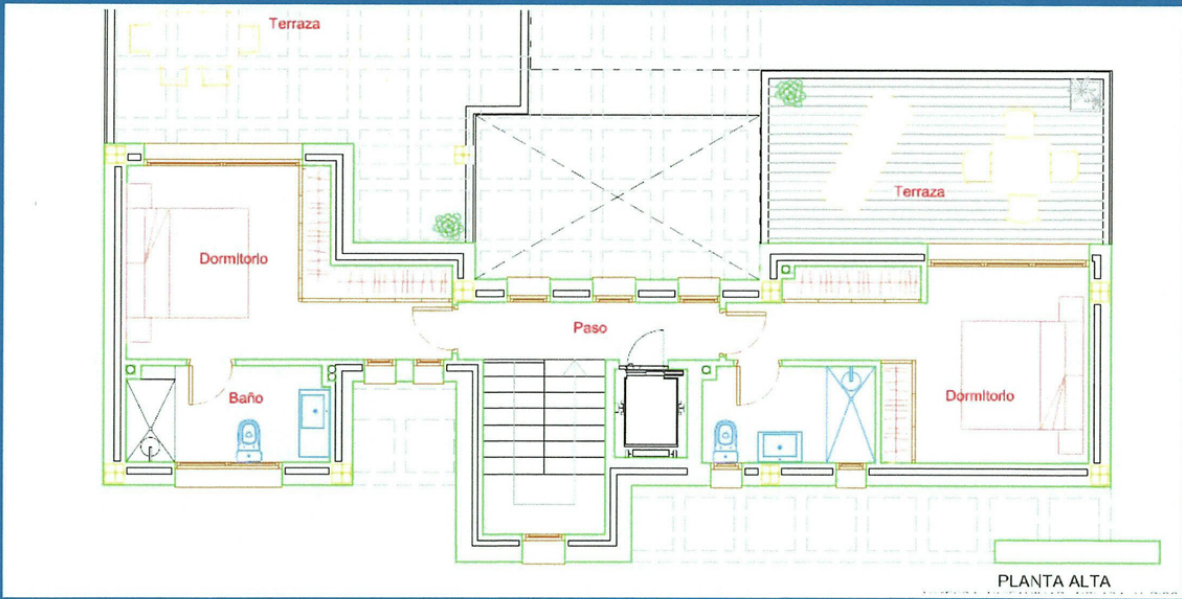 Terraza
Terraza
Dormitorio
Paso
Baño
Dormitorio
PLANTA ALTA